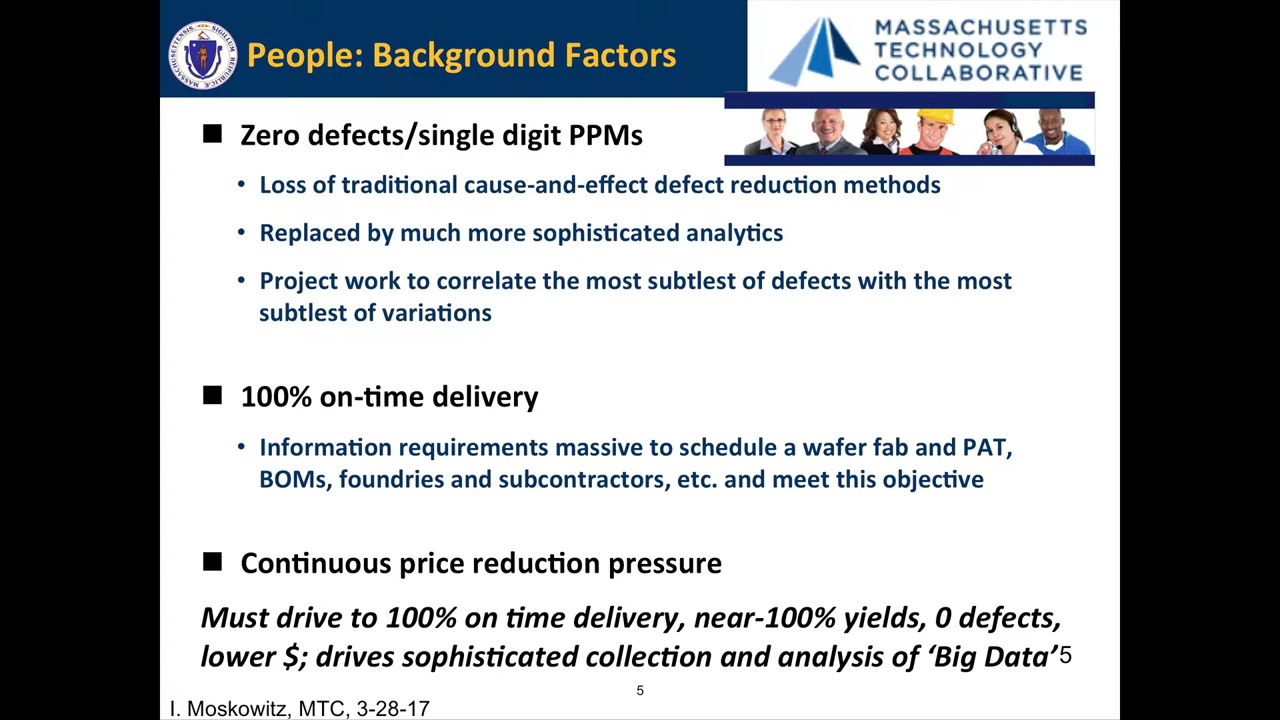 People: Background Factors
MASSACHUSETTS
TECHNOLOGY
COLLABORATIVE
Zero defects/single digit PPMs
• Loss of traditional cause-and-effect defect reduction methods
• Replaced by much more sophisticated analytics
• Project work to correlate the most subtlest of defects with the most
subtlest of variations
100% on-time delivery
• Information requirements massive to schedule a wafer fab and PAT,
BOMs, foundries and subcontractors, etc. and meet this objective
Continuous price reduction pressure
Must drive to 100% on time delivery, near-100% yields, 0 defects,
lower $; drives sophisticated collection and analysis of ‘Big Data’ 5
5
I. Moskowitz, MTC, 3-28-17